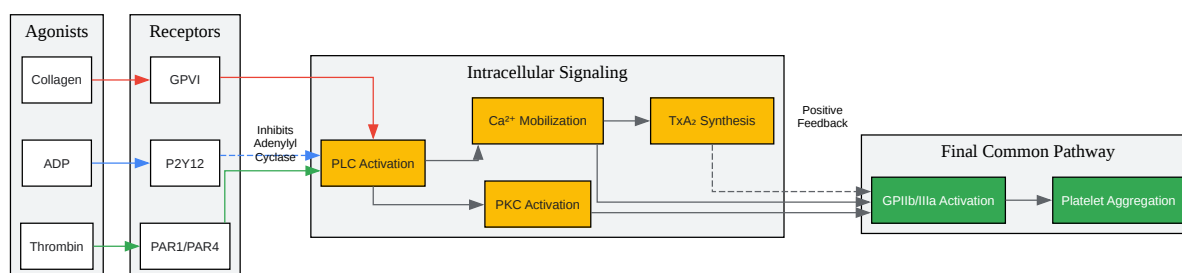 Agonists
Collagen
ADP
Thrombin
Receptors
GPVI
P2Y12
PAR1/PAR4
Inhibits
Adenylyl
Cyclase
Intracellular Signaling
PLC Activation
Ca²⁺ Mobilization
TxA₂ Synthesis
PKC Activation
Positive
Feedback
Final Common Pathway
GPIIb/IIIa Activation
Platelet Aggregation